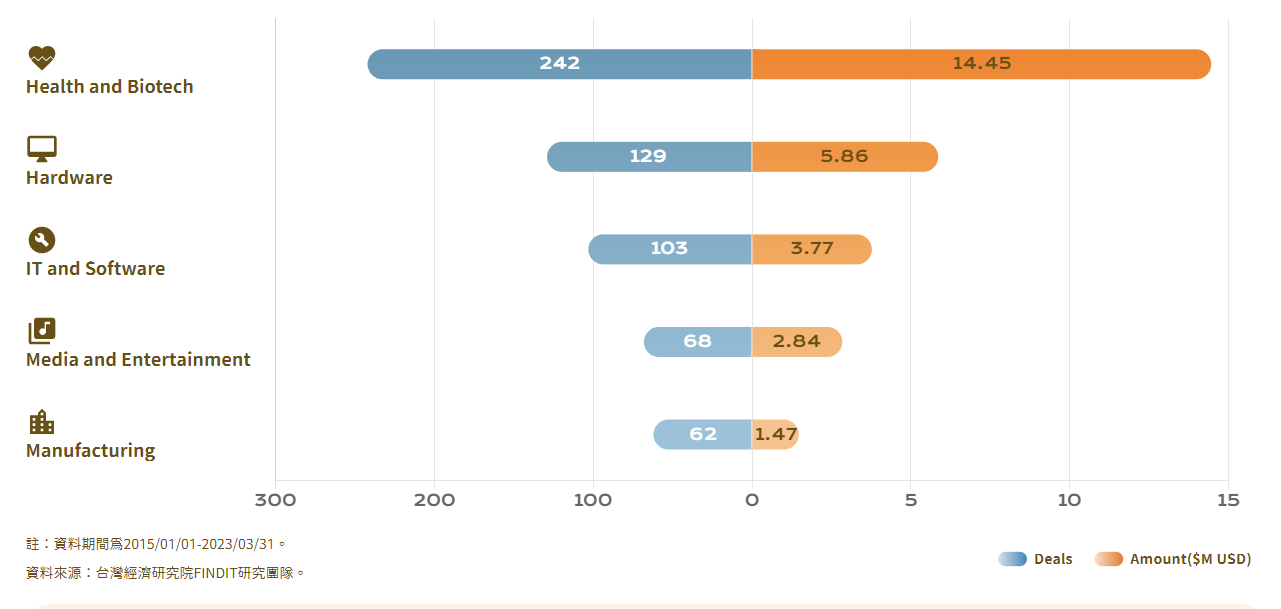 Health and Biotech
242
14.45
Hardware
129
5.86
IT and Software
103
3.77
Media and Entertainment
68
2.84
Manufacturing
62
1.47
300 200 100 0 5 10 15
註：資料期間為2015/01/01-2023/03/31。
資料來源：台灣經濟研究院FINDIT研究團隊。
Deals Amount($M USD)